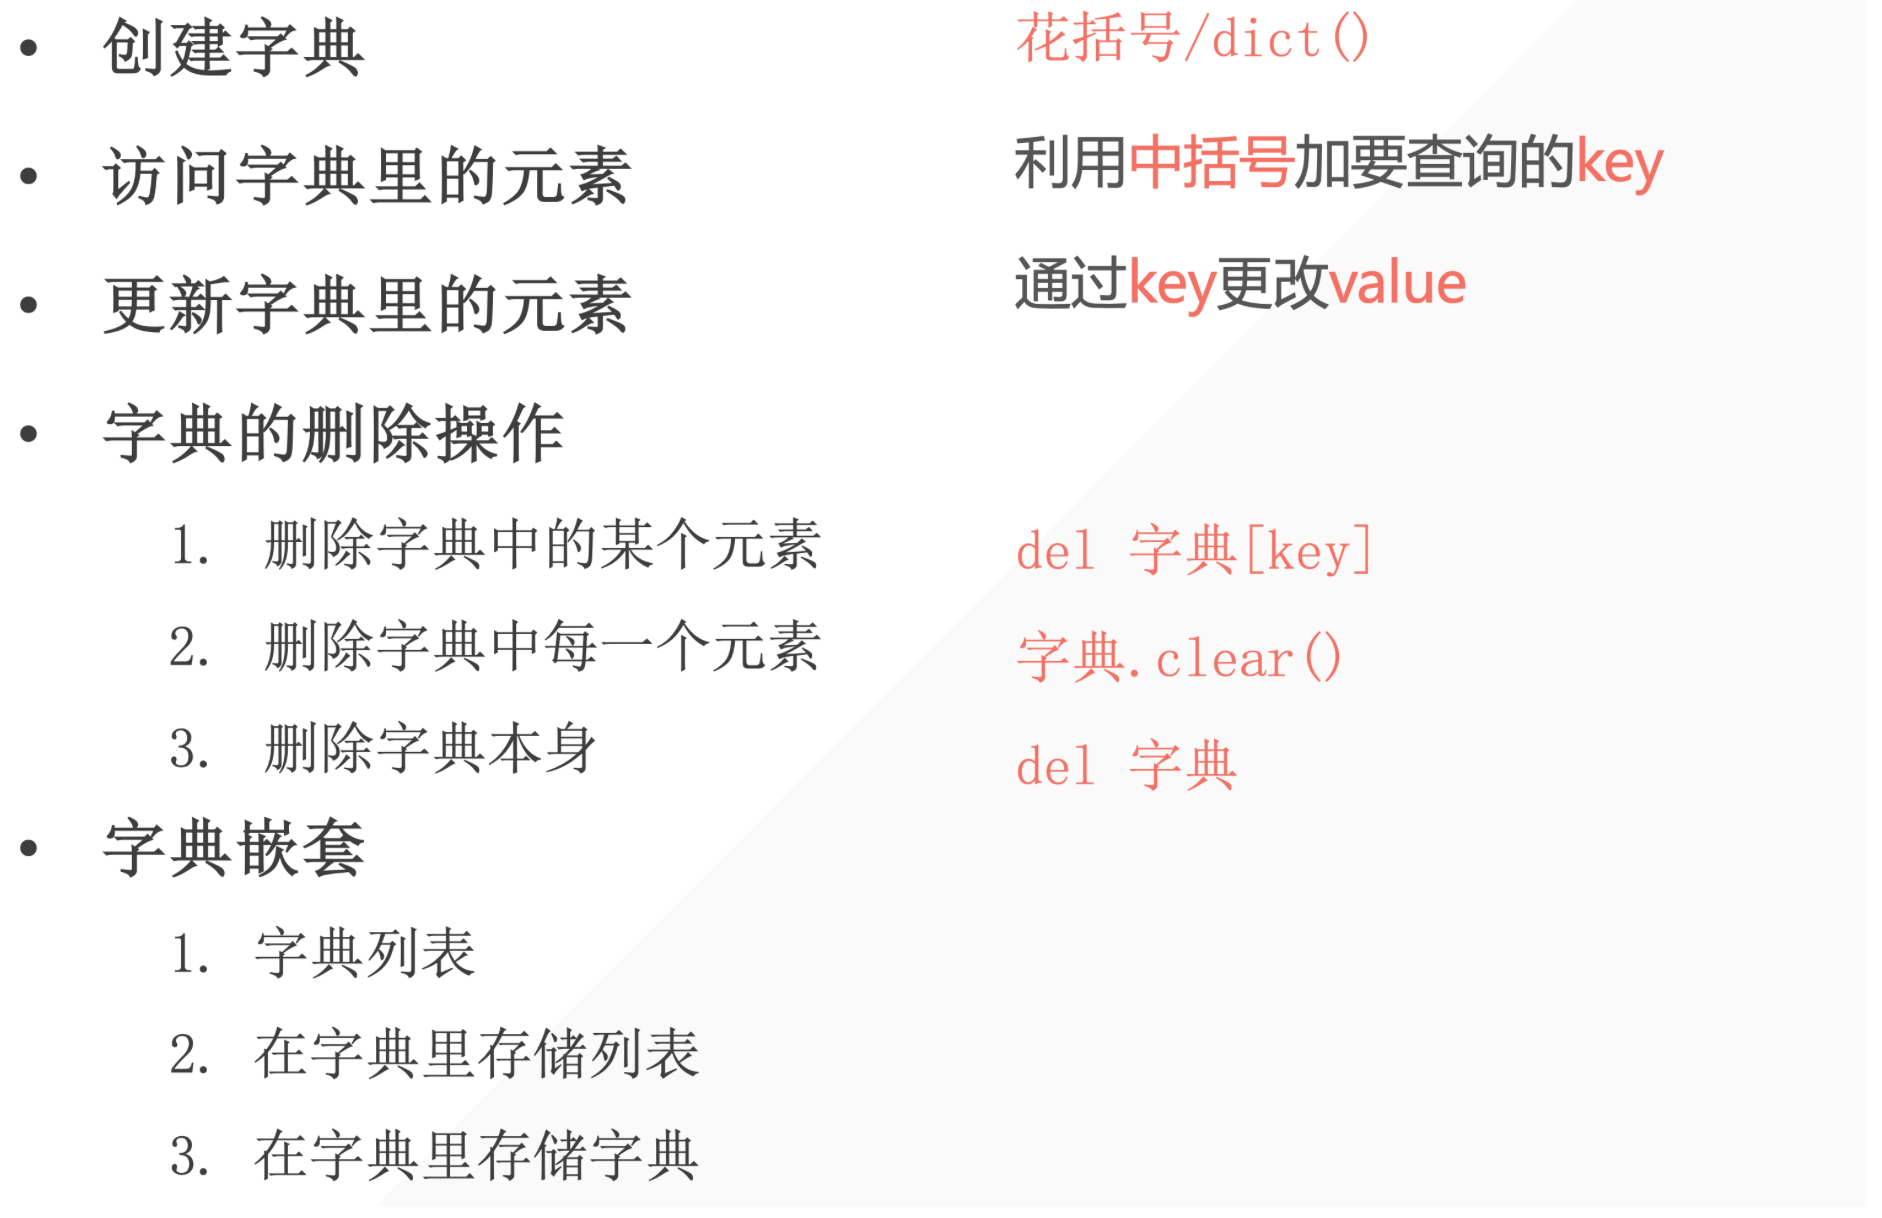 • 创建字典 花括号/dict()
• 访问字典里的元素 利用中括号加要查询的key
• 更新字典里的元素 通过key更改value
• 字典的删除操作
1. 删除字典中的某个元素 del 字典[key]
2. 删除字典中每一个元素 字典.clear()
3. 删除字典本身 del 字典
• 字典嵌套
1. 字典列表
2. 在字典里存储列表
3. 在字典里存储字典